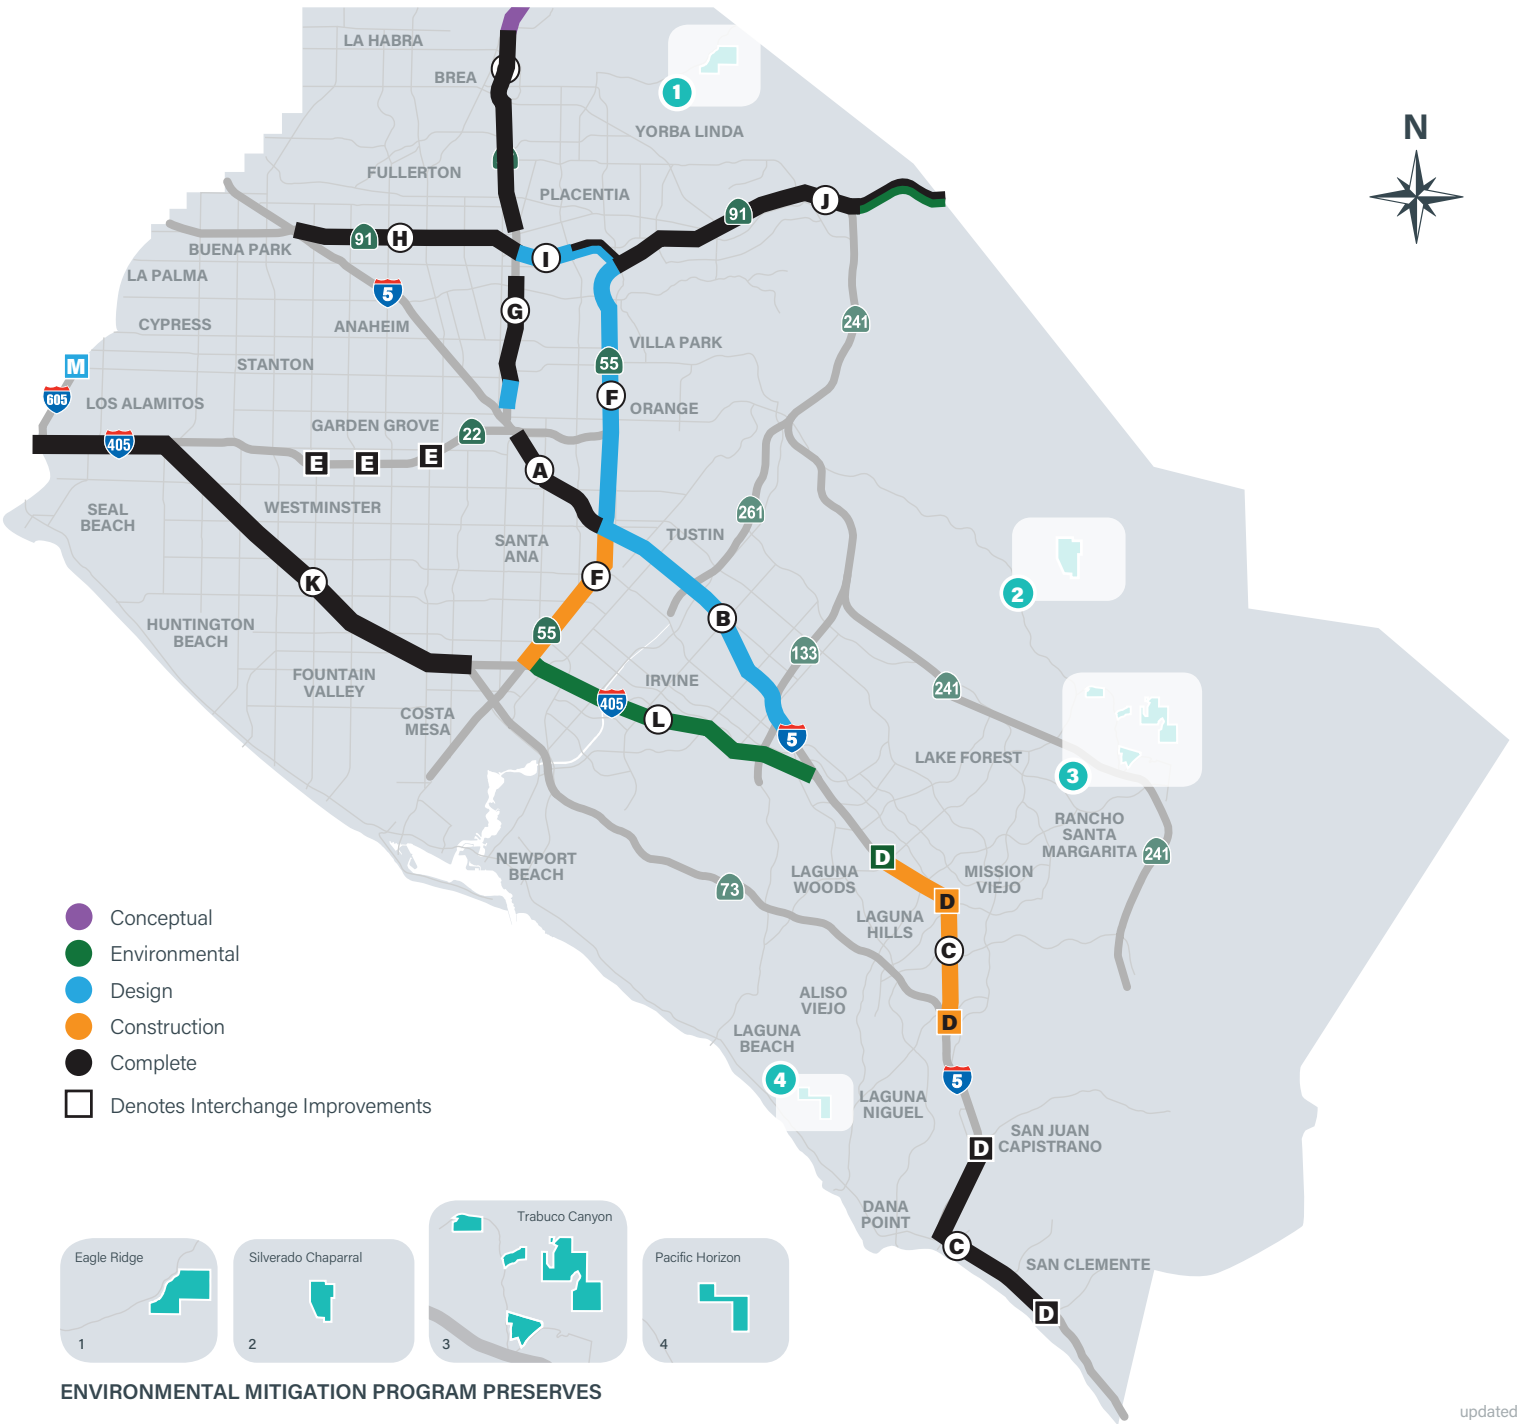 LA HABRA
BREA
1
YORBA LINDA
N
FULLERTON
PLACENTIA
91
J
91
H
I
BUENA PARK
LA PALMA
5
G
CYPRESS
ANAHEIM
241
VILLA PARK
STANTON
M
55
605
F
LOS ALAMITOS
ORANGE
GARDEN GROVE
22
405
E
E
E
A
SEAL
BEACH
WESTMINSTER
261
TUSTIN
SANTA
ANA
K
F
2
B
HUNTINGTON
BEACH
55
133
FOUNTAIN
VALLEY
IRVINE
241
405
L
COSTA
MESA
5
LAKE FOREST
3
RANCHO
SANTA
MARGARITA
241
D
NEWPORT
BEACH
LAGUNA
WOODS
MISSION
VIEJO
73
D
LAGUNA
HILLS
C
ALISO
VIEJO
D
LAGUNA
BEACH
4
5
LAGUNA
NIGUEL
SAN JUAN
CAPISTRANO
D
DANA
POINT
C
SAN CLEMENTE
D
Conceptual
Environmental
Design
Construction
Complete
Denotes Interchange Improvements
Eagle Ridge
1
Silverado Chaparral
2
Trabuco Canyon
3
Pacific Horizon
4
ENVIRONMENTAL MITIGATION PROGRAM PRESERVES
updated